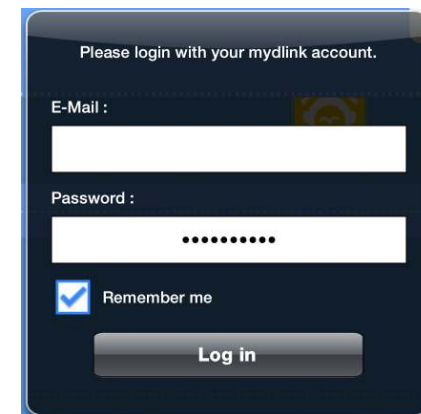 Please login with your mydlink account.
E-Mail :
Password :
••••••••••
Remember me
Log in